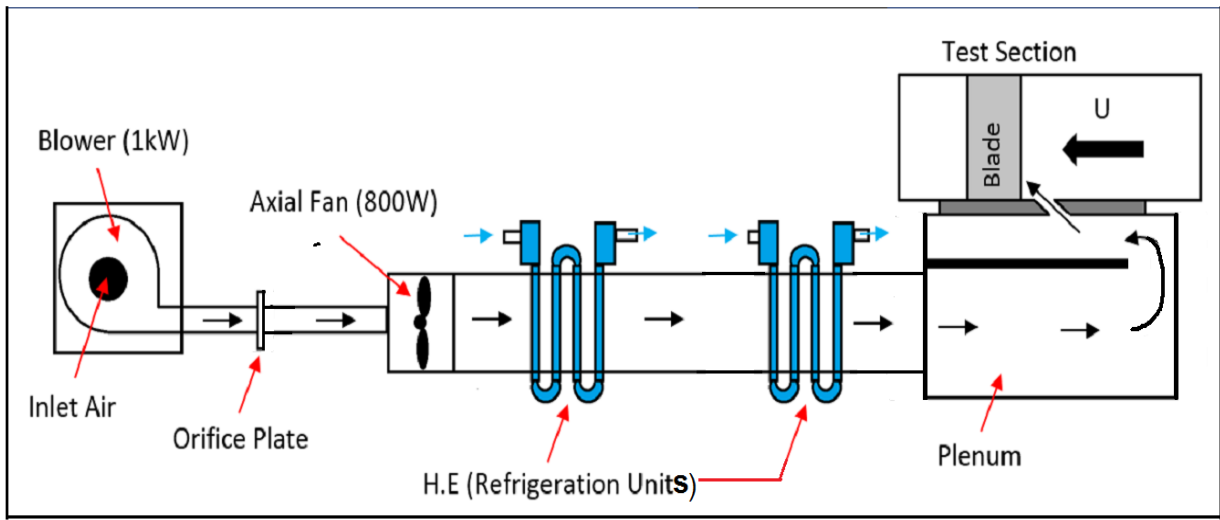 Test Section
U
Blade
Blower (1kW)
Axial Fan (800W)
Inlet Air
Orifice Plate
H.E (Refrigeration Units)
Plenum